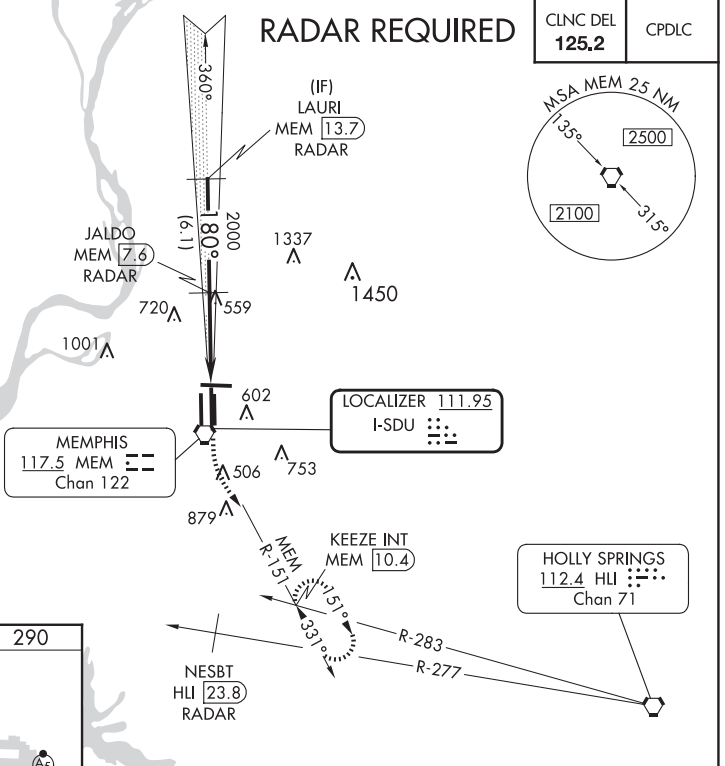 RADAR REQUIRED
CLNC DEL
125.2
CPDLC
360°
(IF)
LAURI
MEM 13.7
RADAR
MSA MEM 25 NM
135°
2500
2100
315°
JALDO
MEM 7.6
RADAR
2000
180°
(6.1)
1337
1450
720
559
1001
602
LOCALIZER 111.95
I-SDU
MEMPHIS
117.5 MEM
Chan 122
506
753
879
MEM
R-151
KEEZE INT
MEM 10.4
151°
331°
HOLLY SPRINGS
112.4 HLI
Chan 71
R-283
R-277
NESBT
HLI 23.8
RADAR
290
A5